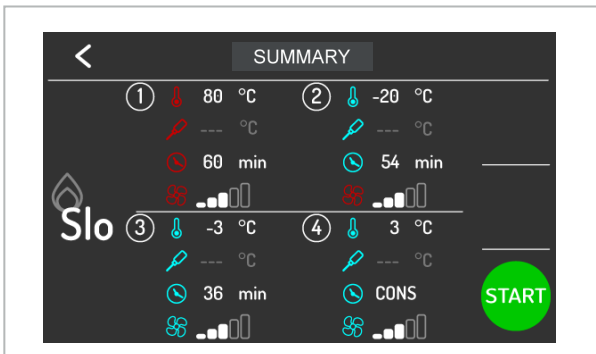 SUMMARY
1 80 °C 2 -20 °C
--- °C --- °C
60 min 54 min
Slo
3 -3 °C 4 3 °C
--- °C --- °C
36 min CONS
START